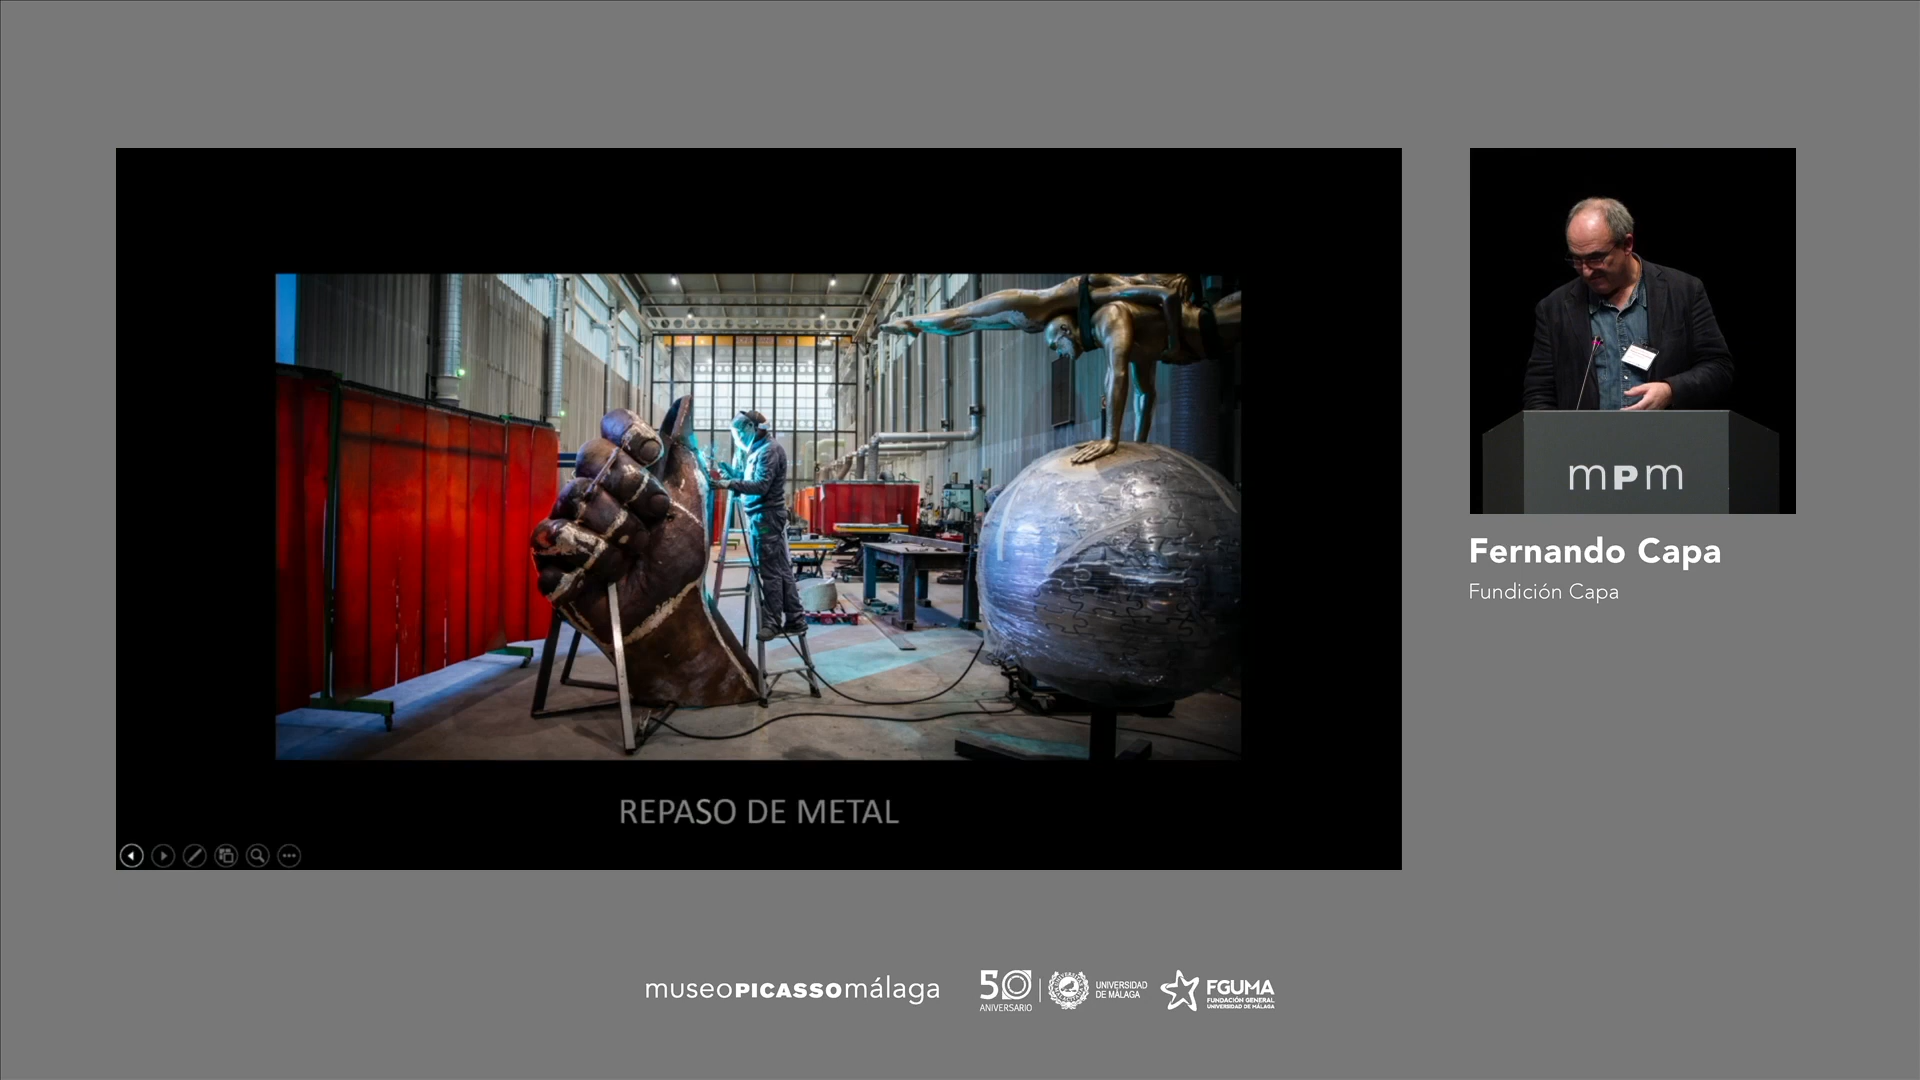 REPASO DE METAL
mPm
Fernando Capa
Fundición Capa
museoPICASSOmálaga
50
ANIVERSARIO
UNIVERSIDAD
DE MÁLAGA
FGUMA
FUNDACIÓN GENERAL
UNIVERSIDAD DE MÁLAGA